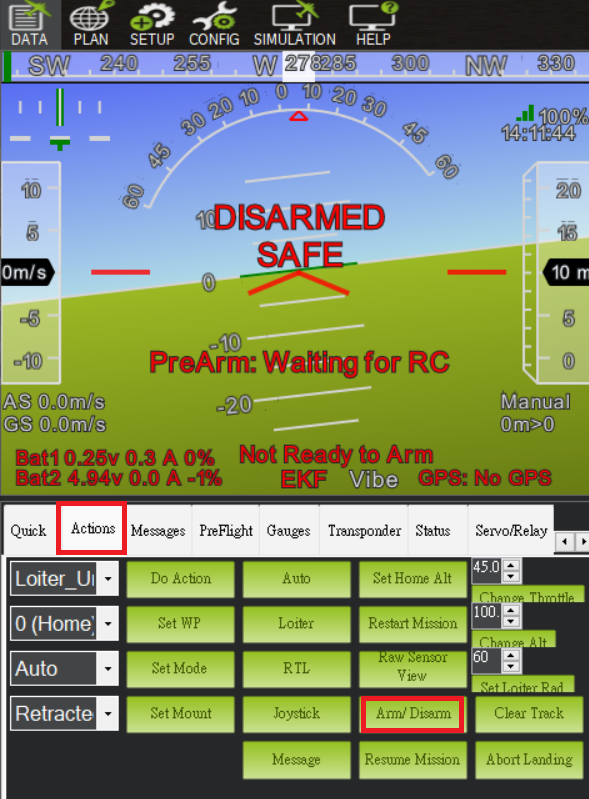 DATA PLAN SETUP CONFIG SIMULATION HELP
SW 240 255 W 278 285 300 NW 330
60 45 30 20 10 0 10 20 30 45 60
100%
14:11:44
10 5 0m/s -5 -10
20 15 10 m 5 0
10
DISARMED
SAFE
0
-10
PreArm: Waiting for RC
-20
AS 0.0m/s
GS 0.0m/s
Manual
0m>0
Bat1 0.25v 0.3 A 0%
Bat2 4.94v 0.0 A -1%
Not Ready to Arm
EKF Vibe GPS: No GPS
Quick Actions Messages PreFlight Gauges Transponder Status Servo/Relay
Do Action Auto Set Home Alt 45.0
Change Throttle
0 (Home) Set WP Loiter Restart Mission 100.
Change Alt
Auto Set Mode RTL Raw Sensor View 60
Set Loiter Rad
Retracte Set Mount Joystick Arm/ Disarm Clear Track
Message Resume Mission Abort Landing